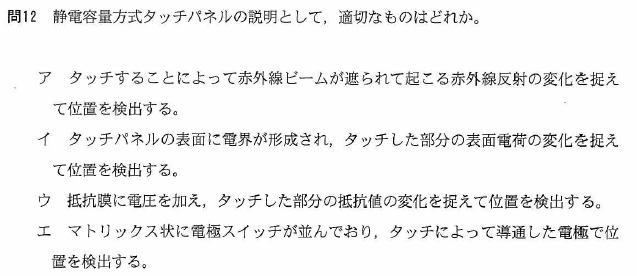 問12 静電容量方式タッチパネルの説明として，適切なものはどれか。
ア タッチすることによって赤外線ビームが遮られて起こる赤外線反射の変化を捉え
て位置を検出する。
イ タッチパネルの表面に電界が形成され，タッチした部分の表面電荷の変化を捉え
て位置を検出する。
ウ 抵抗膜に電圧を加え，タッチした部分の抵抗値の変化を捉えて位置を検出する。
エ マトリックス状に電極スイッチが並んでおり，タッチによって導通した電極で位
置を検出する。